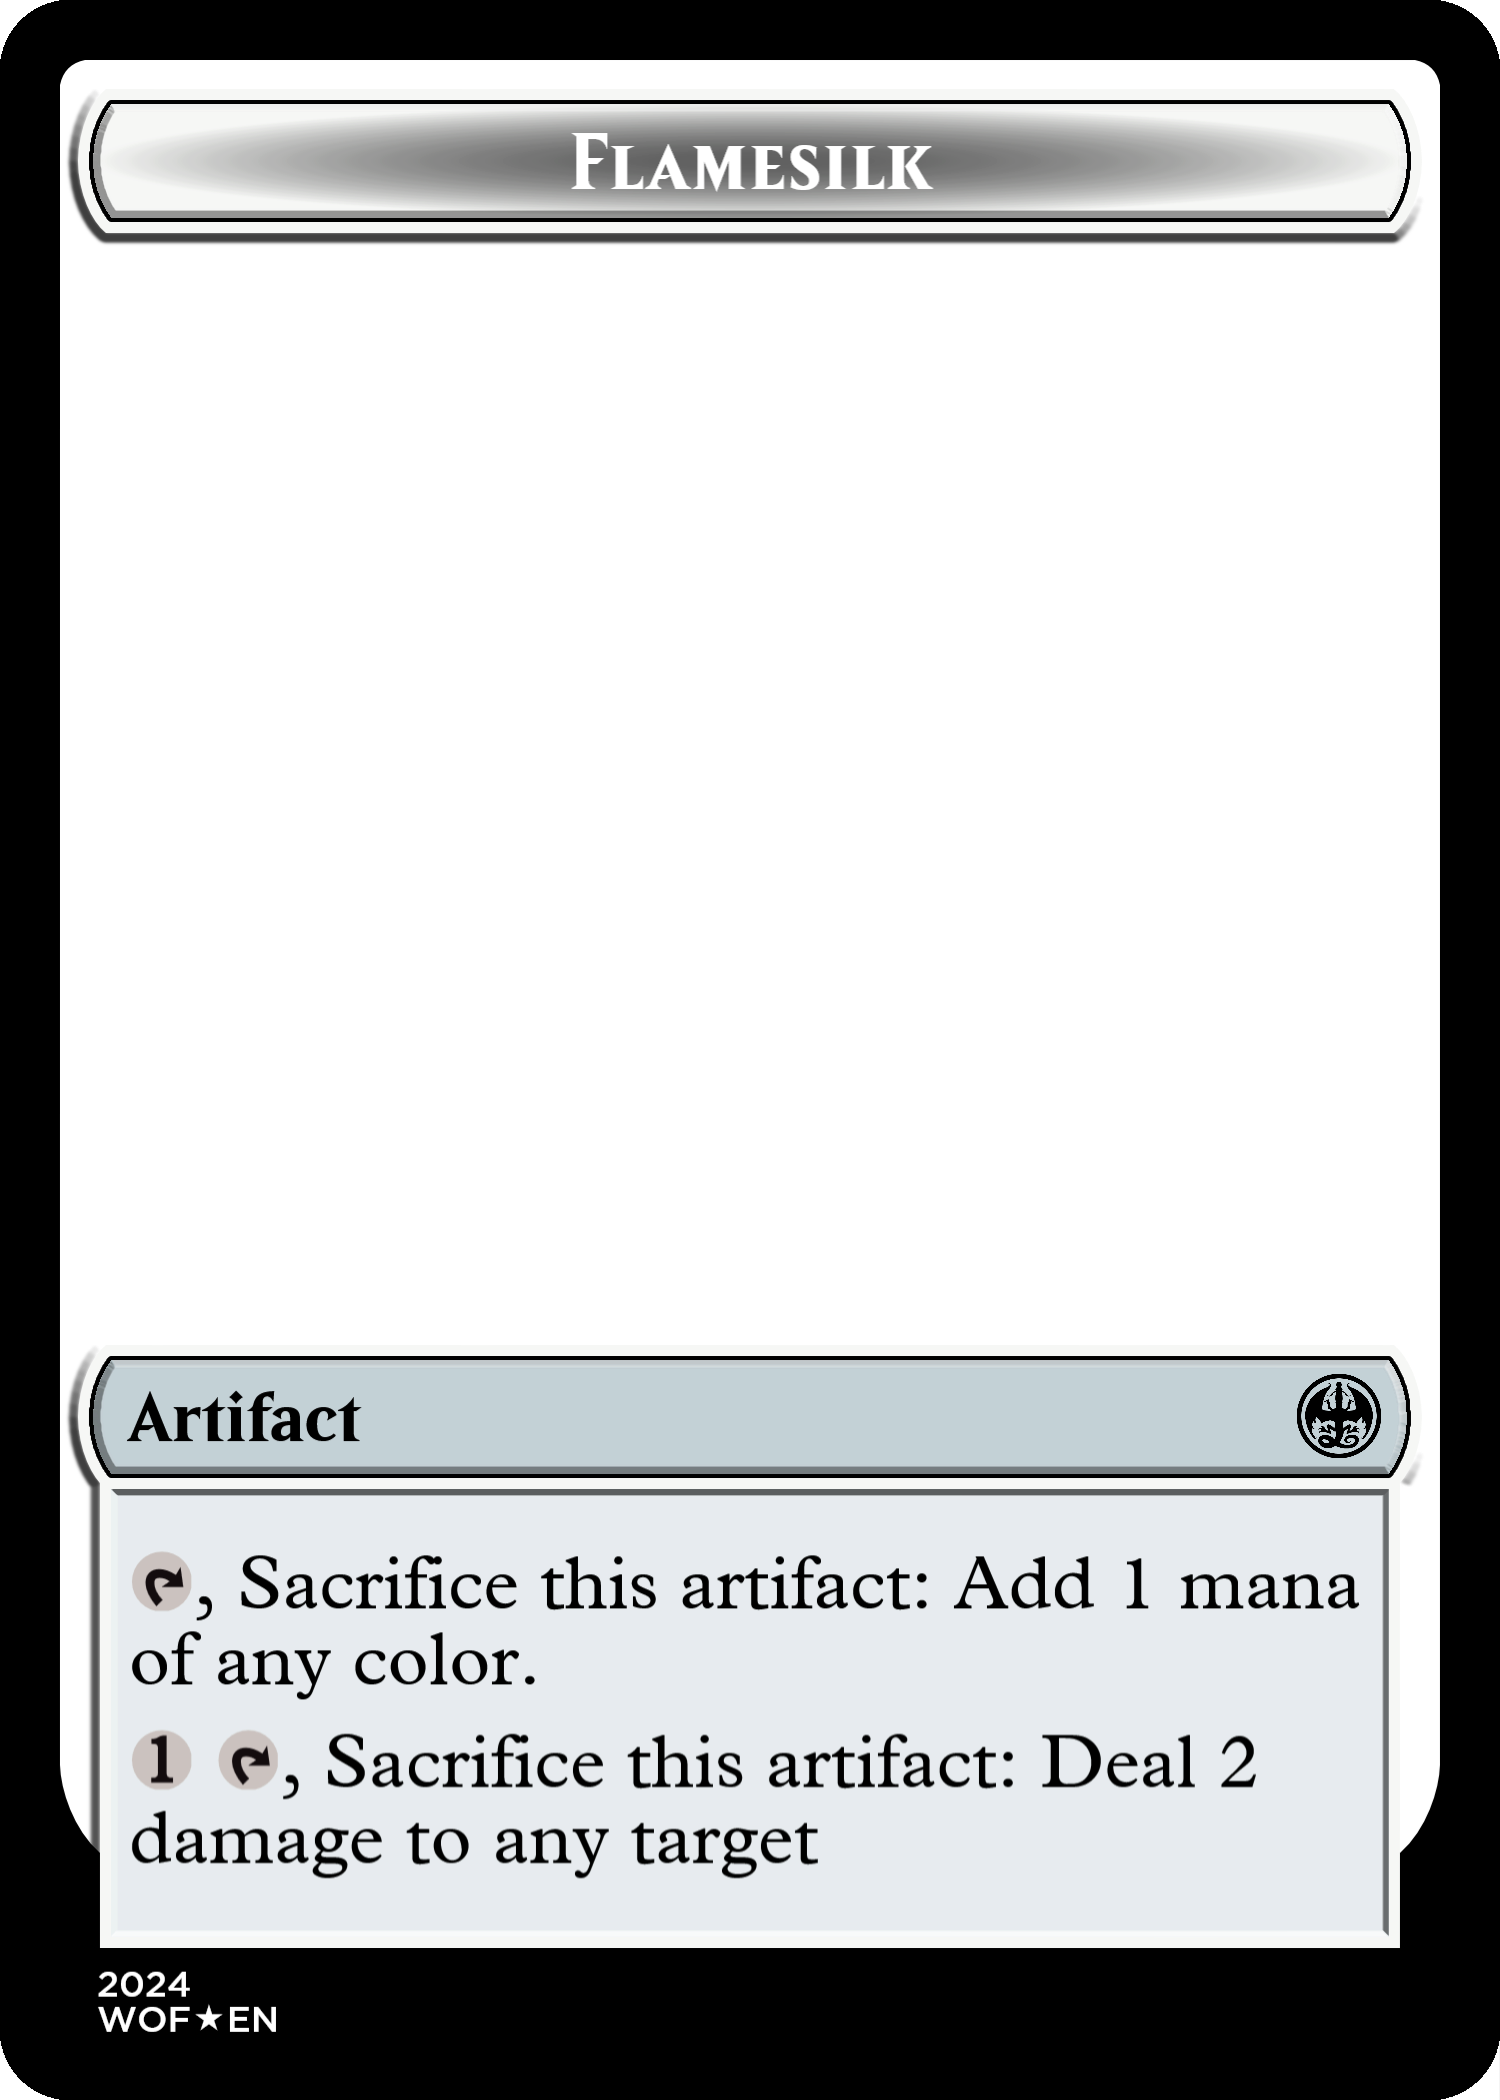 Flamesilk
Artifact
, Sacrifice this artifact: Add 1 mana
of any color.
1 , Sacrifice this artifact: Deal 2
damage to any target
2024
WOF★EN